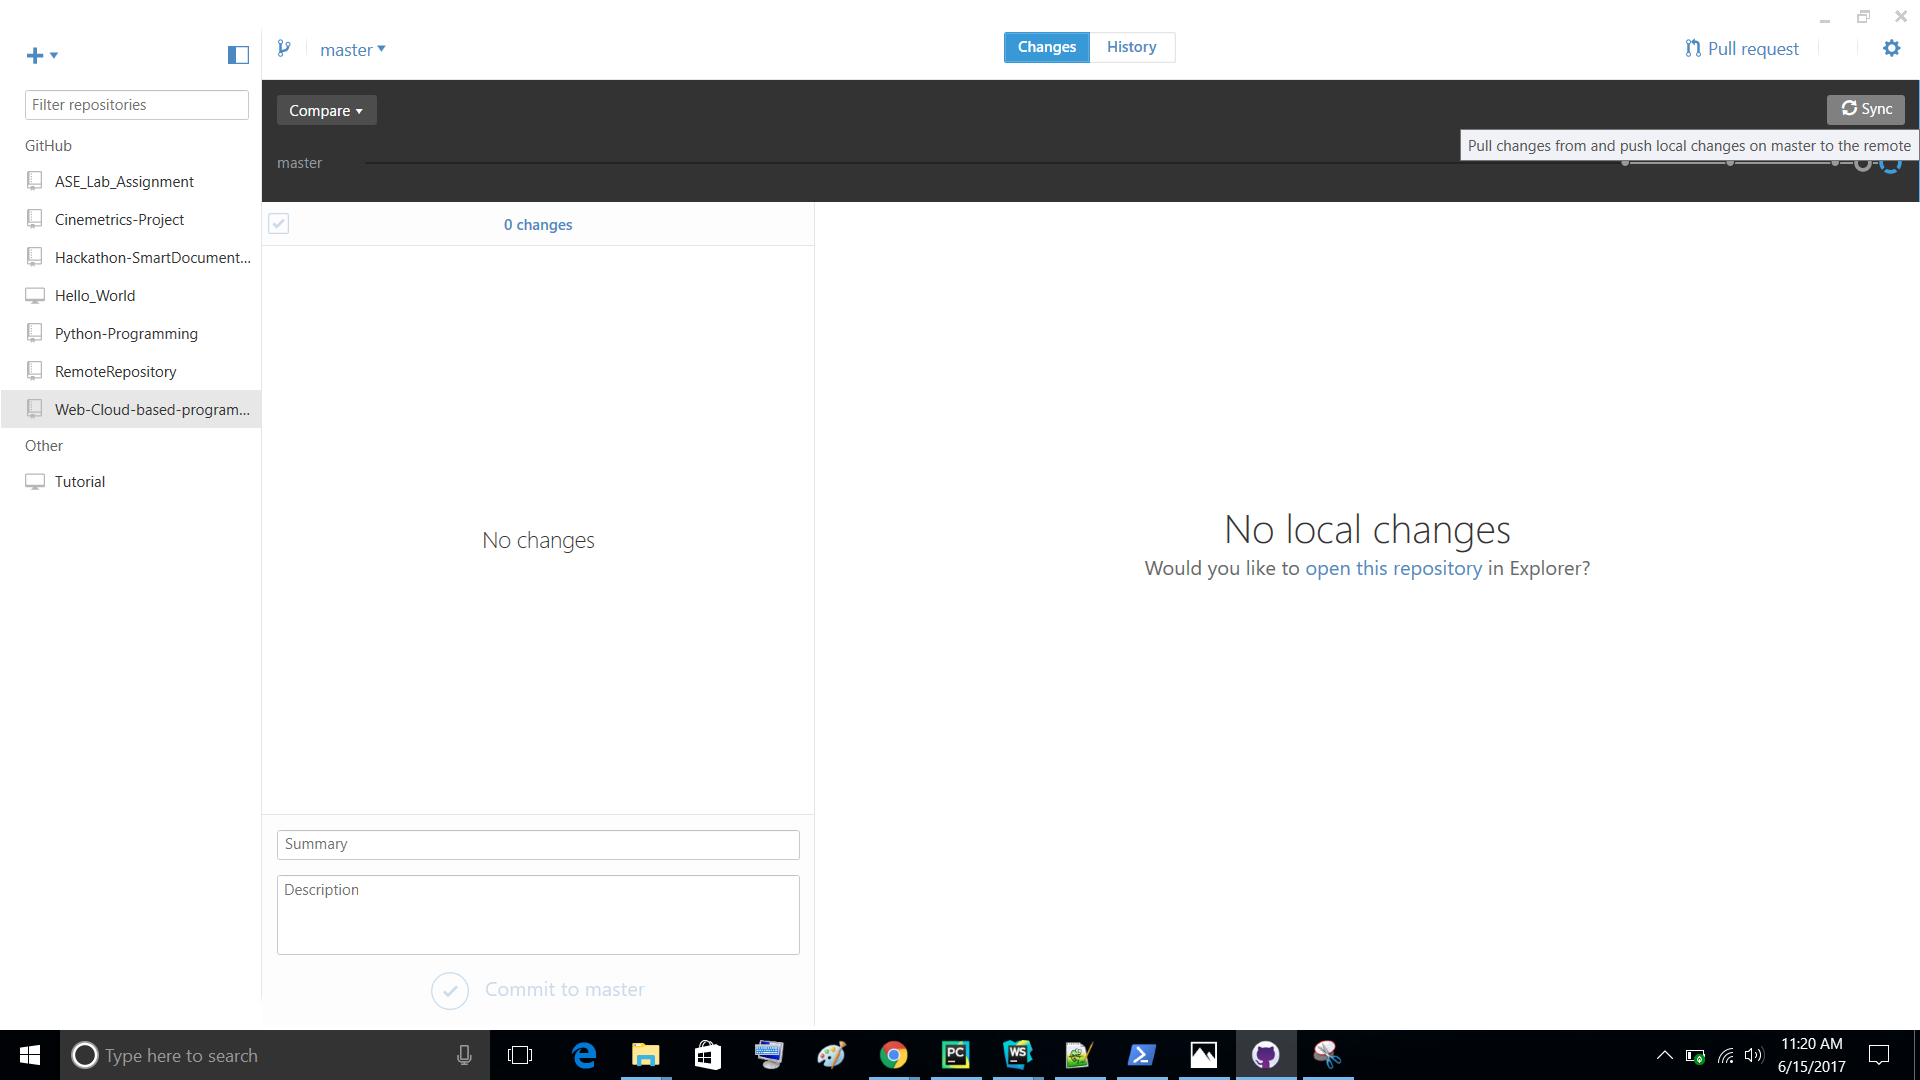 master
Changes
History
Pull request
Filter repositories
Compare
Sync
Pull changes from and push local changes on master to the remote
master
GitHub
ASE_Lab_Assignment
Cinemetrics-Project
Hackathon-SmartDocument...
Hello_World
Python-Programming
RemoteRepository
Web-Cloud-based-program...
Other
Tutorial
0 changes
No changes
No local changes
Would you like to open this repository in Explorer?
Summary
Description
Commit to master
Type here to search
PC
WS
11:20 AM
6/15/2017